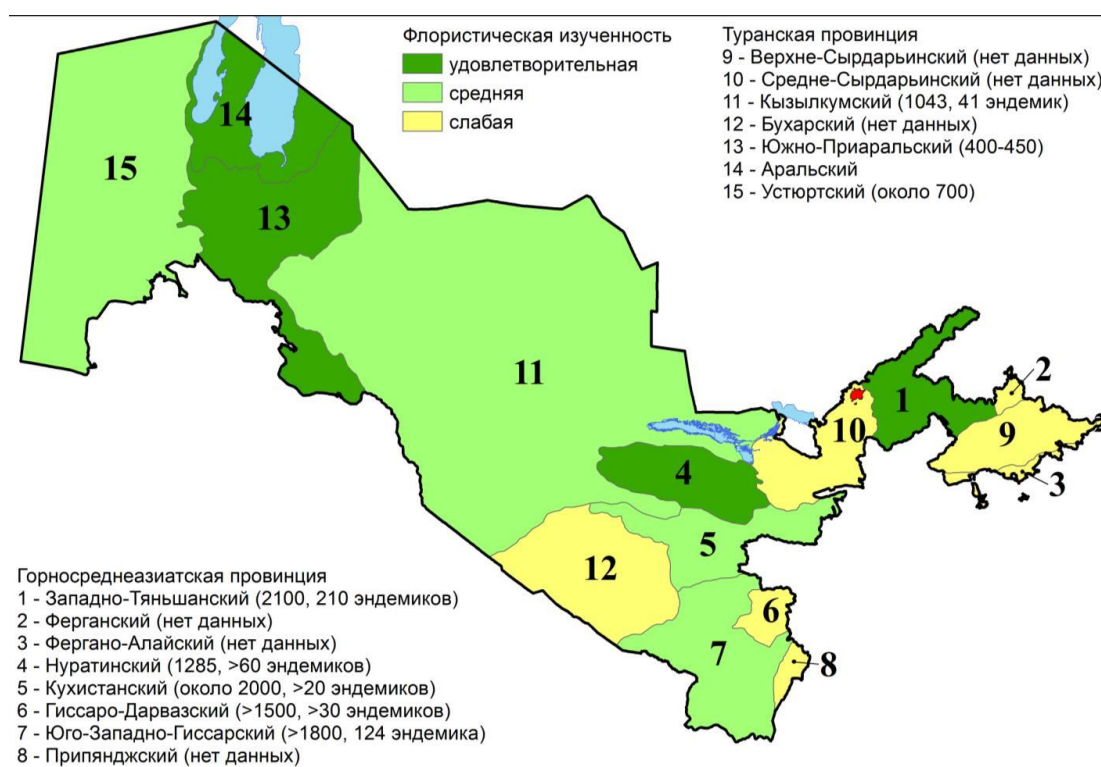 Флористическая изученность
удовлетворительная
средняя
слабая
Туранская провинция
9 - Верхне-Сырдарьинский (нет данных)
10 - Средне-Сырдарьинский (нет данных)
11 - Кызылкумский (1043, 41 эндемик)
12 - Бухарский (нет данных)
13 - Южно-Приаральский (400-450)
14 - Аральский
15 - Устюртский (около 700)
14
15
13
11
2
1
10
9
3
4
5
12
6
7
8
Горносреднеазиатская провинция
1 - Западно-Тяньшанский (2100, 210 эндемиков)
2 - Ферганский (нет данных)
3 - Фергано-Алайский (нет данных)
4 - Нуратинский (1285, >60 эндемиков)
5 - Кухистанский (около 2000, >20 эндемиков)
6 - Гиссаро-Дарвазский (>1500, >30 эндемиков)
7 - Юго-Западно-Гиссарский (>1800, 124 эндемика)
8 - Припянджский (нет данных)